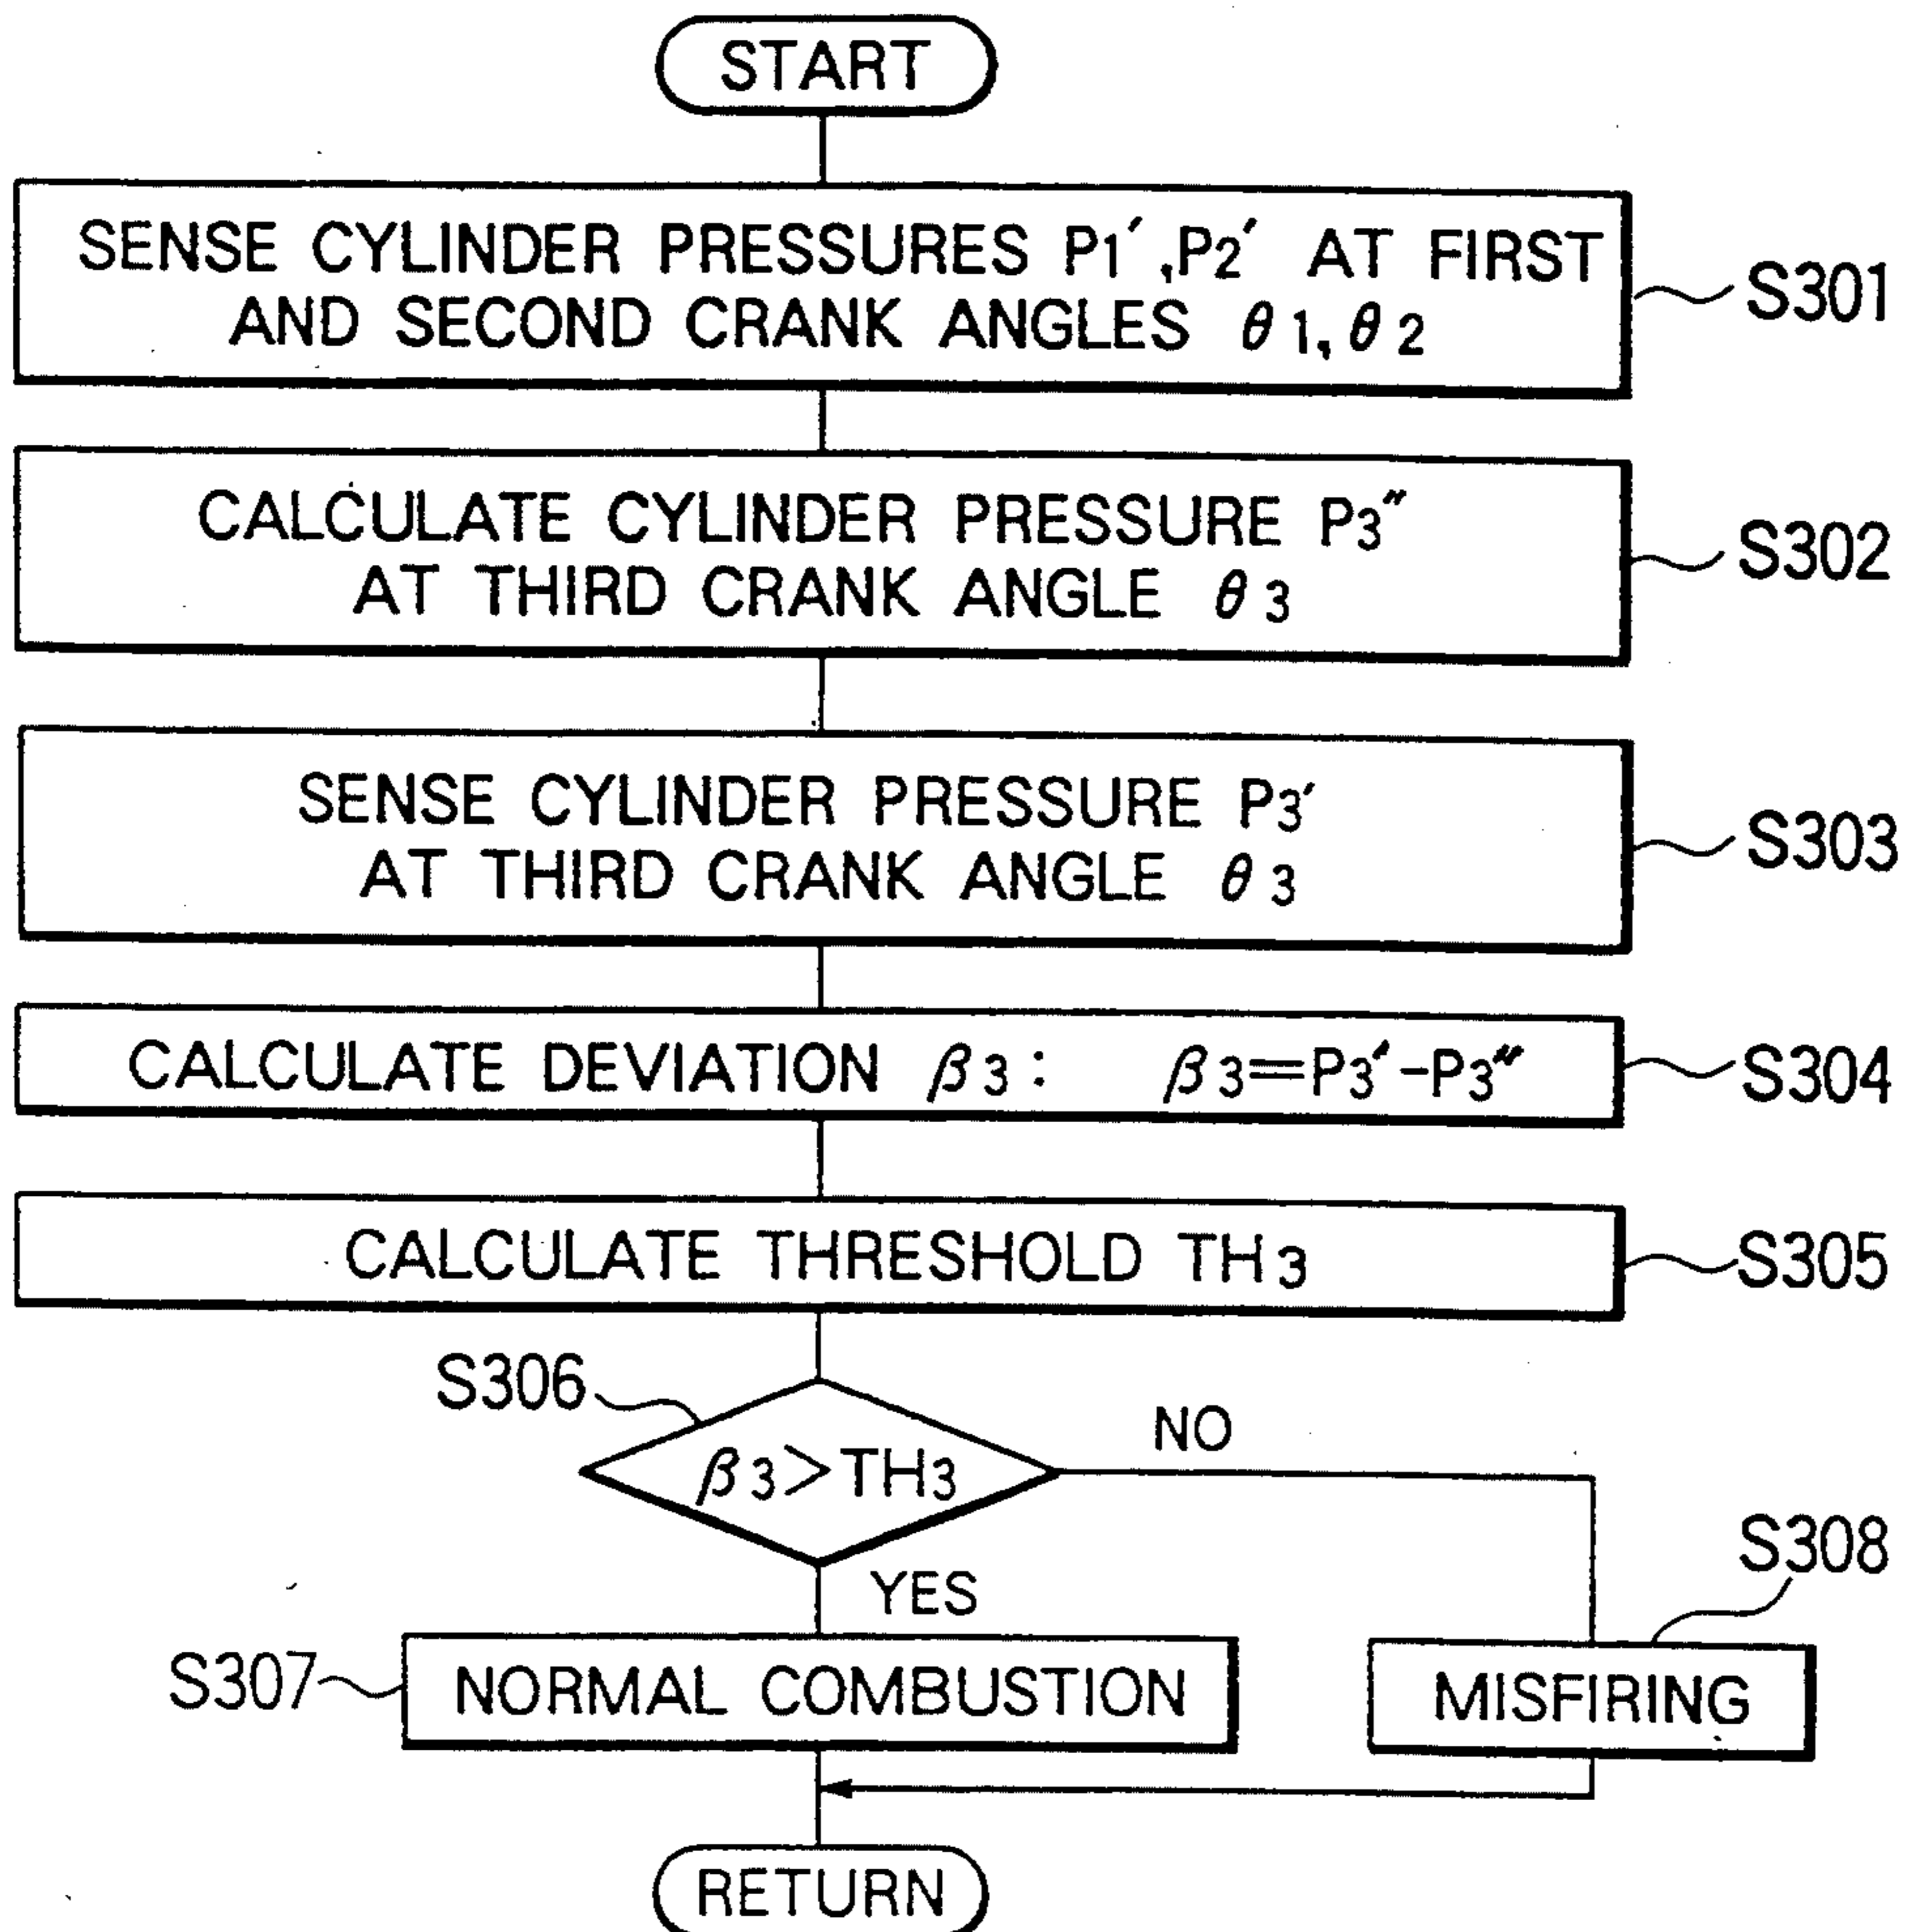 START
SENSE CYLINDER PRESSURES P1′,P2′ AT FIRST
AND SECOND CRANK ANGLES θ1,θ2
S301
CALCULATE CYLINDER PRESSURE P3″
AT THIRD CRANK ANGLE θ3
S302
SENSE CYLINDER PRESSURE P3′
AT THIRD CRANK ANGLE θ3
S303
CALCULATE DEVIATION β3: β3=P3′-P3″
S304
CALCULATE THRESHOLD TH3
S305
S306
β3>TH3
NO
YES
S308
S307
NORMAL COMBUSTION
MISFIRING
RETURN